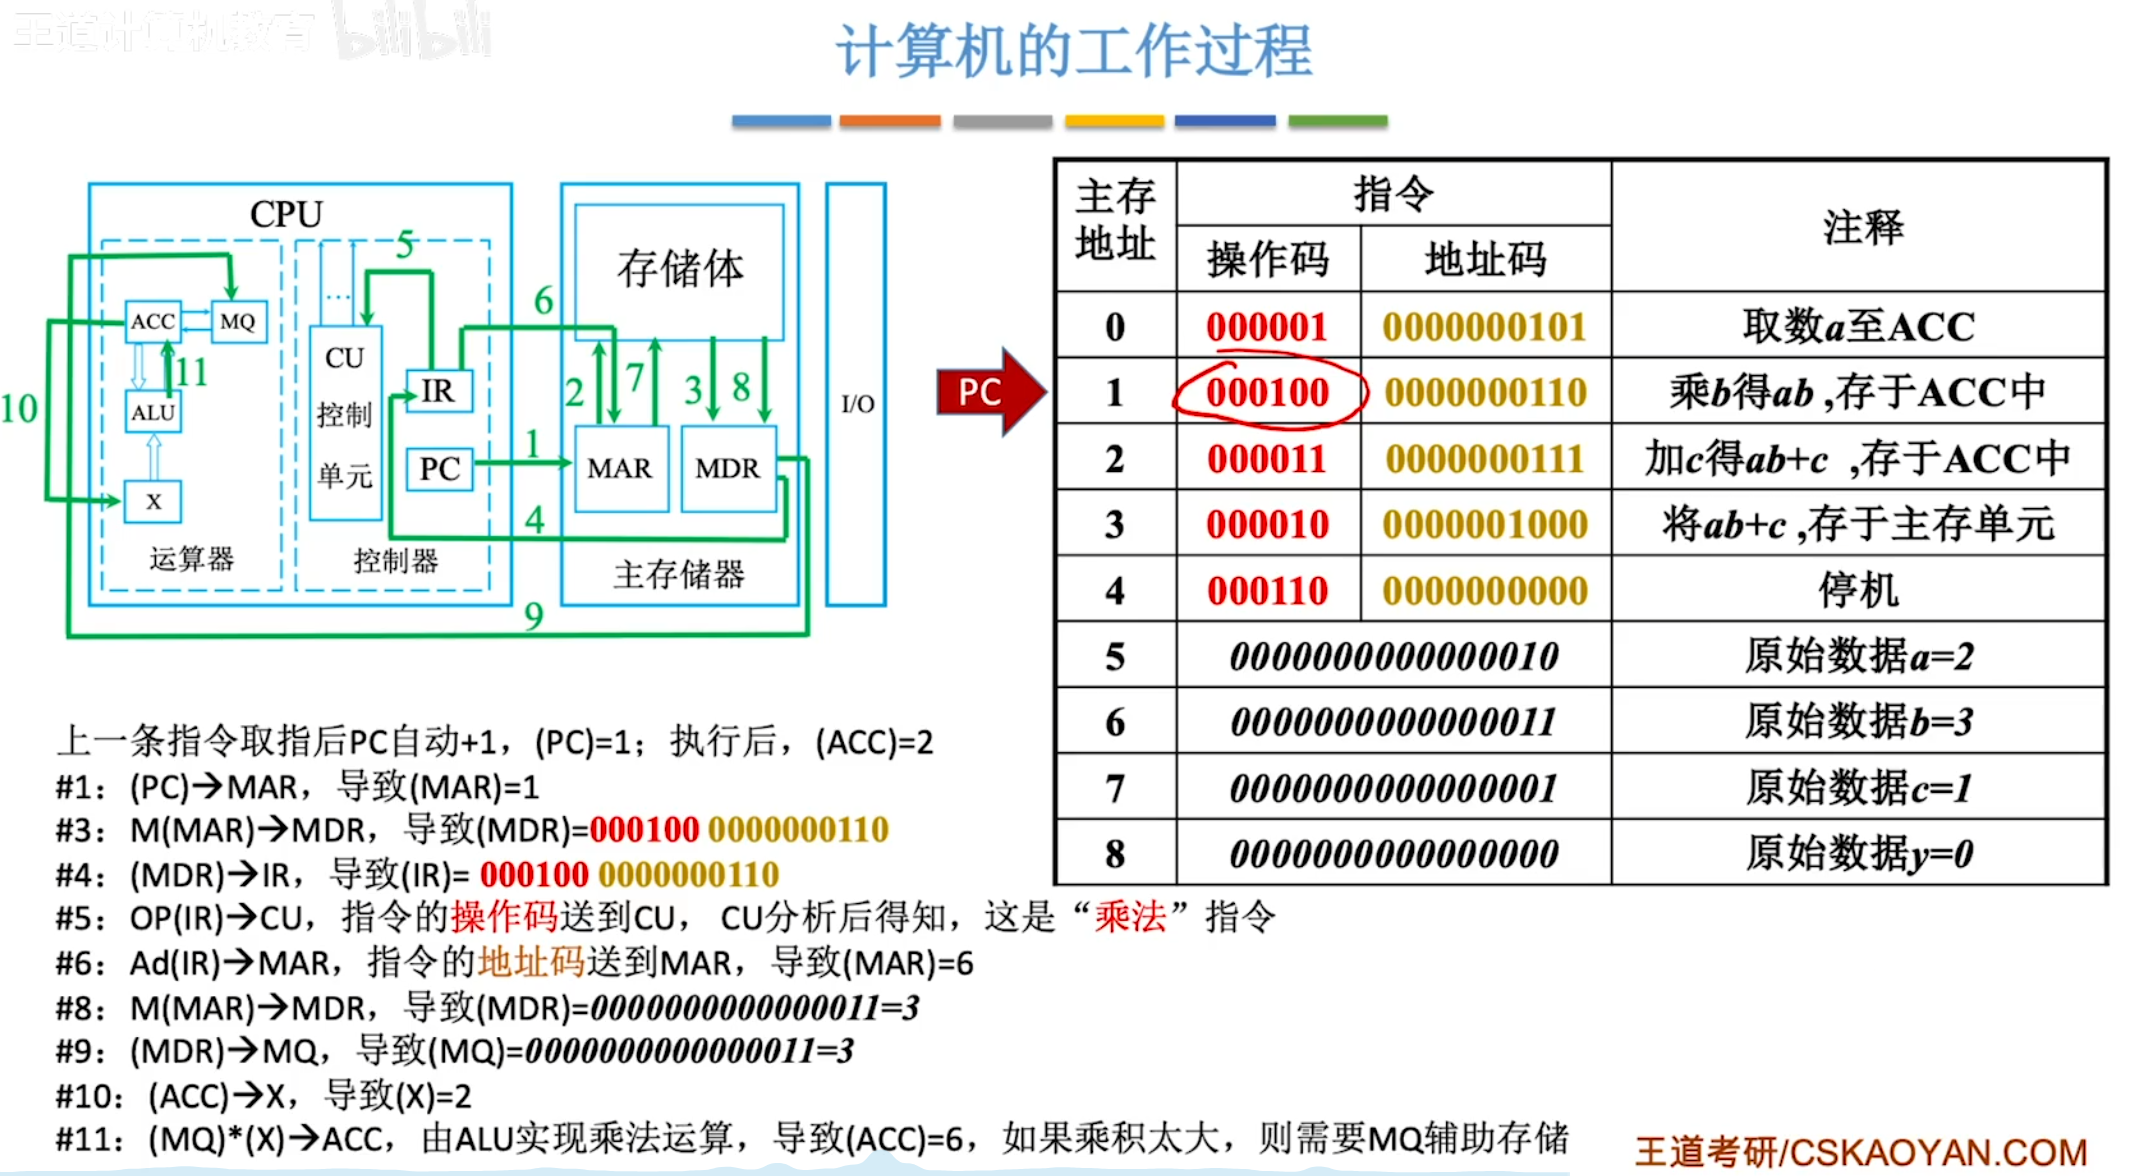 王道计算机教育 bilibili
计算机的工作过程
CPU
ACC
MQ
ALU
X
运算器
CU
控制
单元
...
IR
PC
控制器
存储体
MAR
MDR
主存储器
I/O
1
2
3
4
5
6
7
8
9
10
11
PC
主存地址 指令 注释
操作码 地址码
0 000001 0000000101 取数a至ACC
1 000100 0000000110 乘b得ab ,存于ACC中
2 000011 0000000111 加c得ab+c ,存于ACC中
3 000010 0000001000 将ab+c ,存于主存单元
4 000110 0000000000 停机
5 0000000000000010 原始数据a=2
6 0000000000000011 原始数据b=3
7 0000000000000001 原始数据c=1
8 0000000000000000 原始数据y=0
上一条指令取指后PC自动+1，(PC)=1；执行后，(ACC)=2
#1：(PC)→MAR，导致(MAR)=1
#3：M(MAR)→MDR，导致(MDR)=000100 0000000110
#4：(MDR)→IR，导致(IR)= 000100 0000000110
#5：OP(IR)→CU，指令的操作码送到CU， CU分析后得知，这是“乘法”指令
#6：Ad(IR)→MAR，指令的地址码送到MAR，导致(MAR)=6
#8：M(MAR)→MDR，导致(MDR)=0000000000000011=3
#9：(MDR)→MQ，导致(MQ)=0000000000000011=3
#10：(ACC)→X，导致(X)=2
#11：(MQ)*(X)→ACC，由ALU实现乘法运算，导致(ACC)=6，如果乘积太大，则需要MQ辅助存储
王道考研/CSKAOYAN.COM